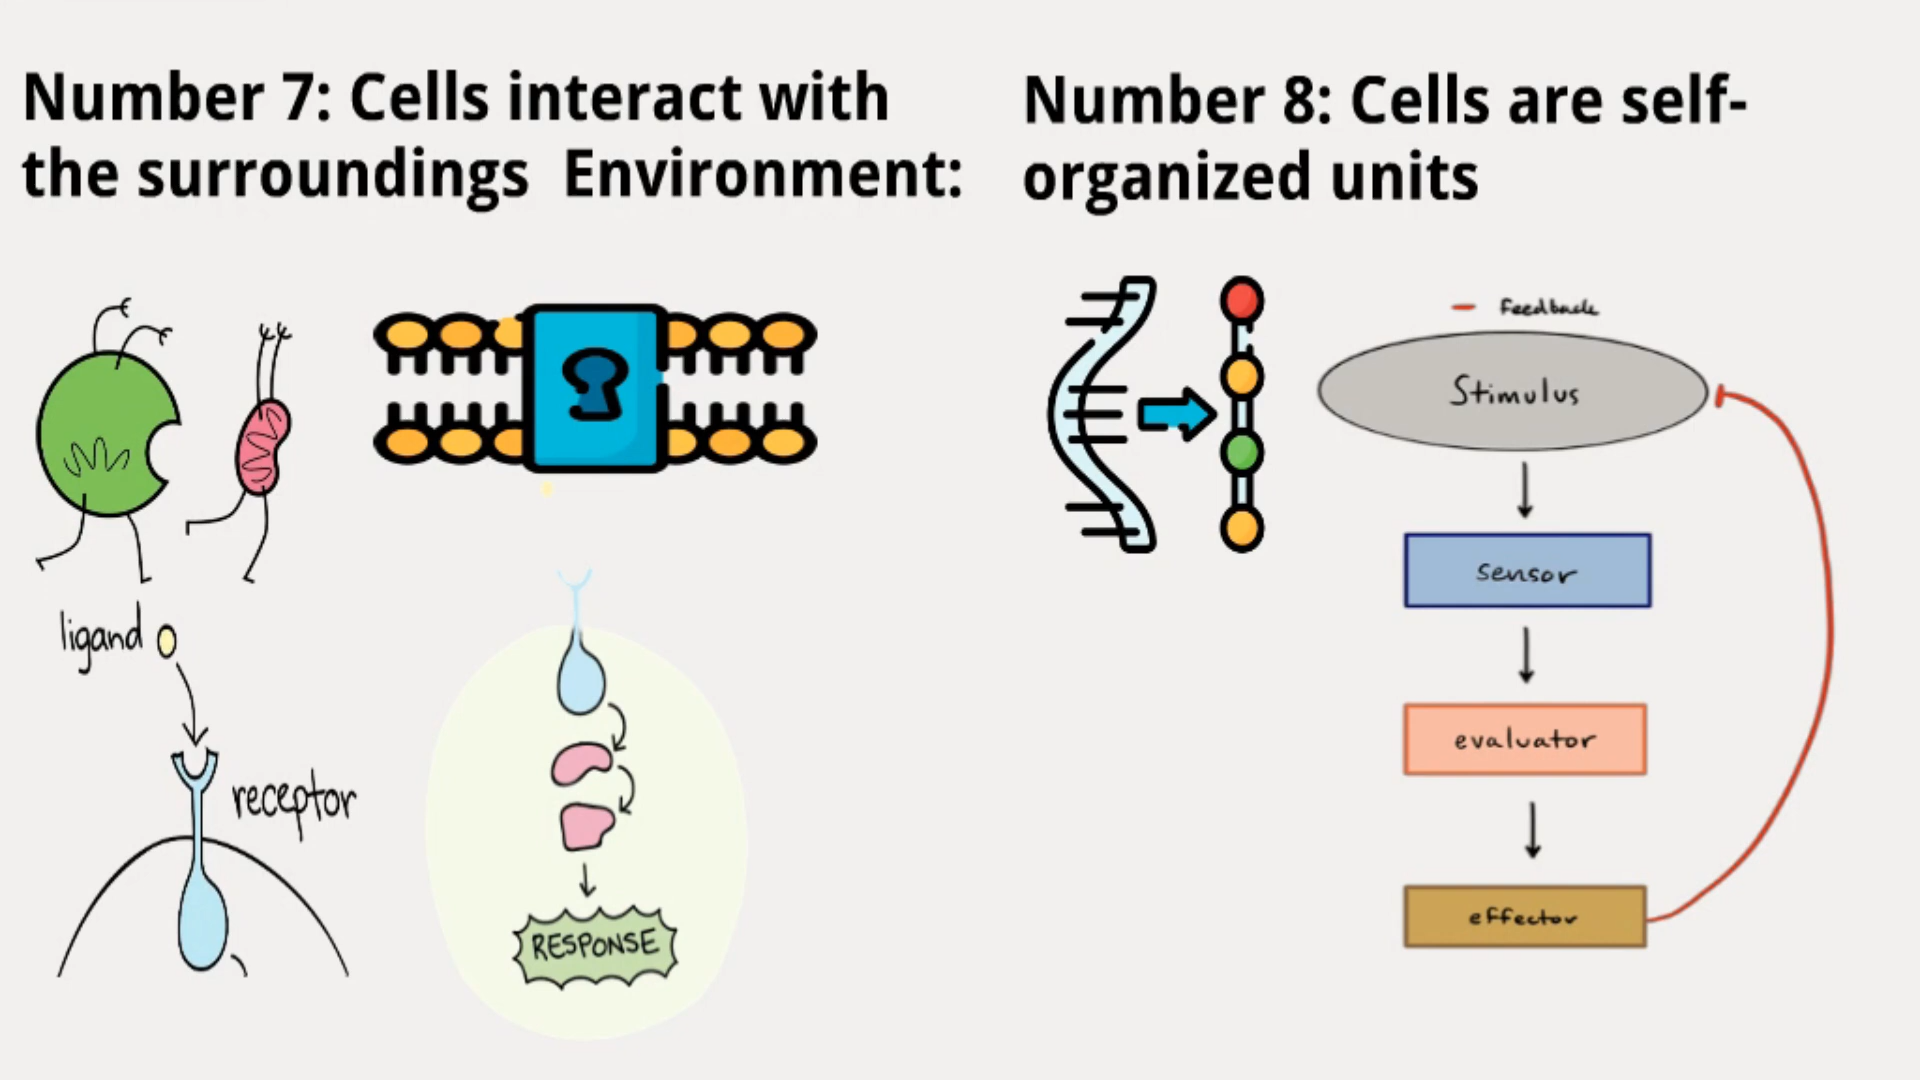 Number 7: Cells interact with
the surroundings  Environment:
ligand
receptor
RESPONSE
Number 8: Cells are self-
organized units
- Feedback
Stimulus
sensor
evaluator
effector